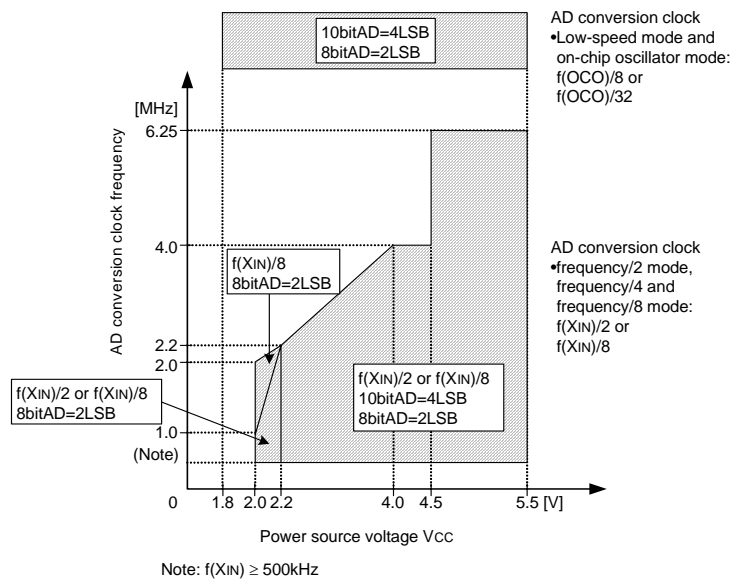 10bitAD=4LSB
8bitAD=2LSB
AD conversion clock
•Low-speed mode and
on-chip oscillator mode:
f(OCO)/8 or
f(OCO)/32
[MHz]
6.25
AD conversion clock frequency
4.0
f(XIN)/8
8bitAD=2LSB
AD conversion clock
•frequency/2 mode,
frequency/4 and
frequency/8 mode:
f(XIN)/2 or
f(XIN)/8
2.2
2.0
f(XIN)/2 or f(XIN)/8
8bitAD=2LSB
f(XIN)/2 or f(XIN)/8
10bitAD=4LSB
8bitAD=2LSB
1.0
(Note)
0 1.8 2.0 2.2 4.0 4.5 5.5 [V]
Power source voltage VCC
Note: f(XIN) ≥ 500kHz